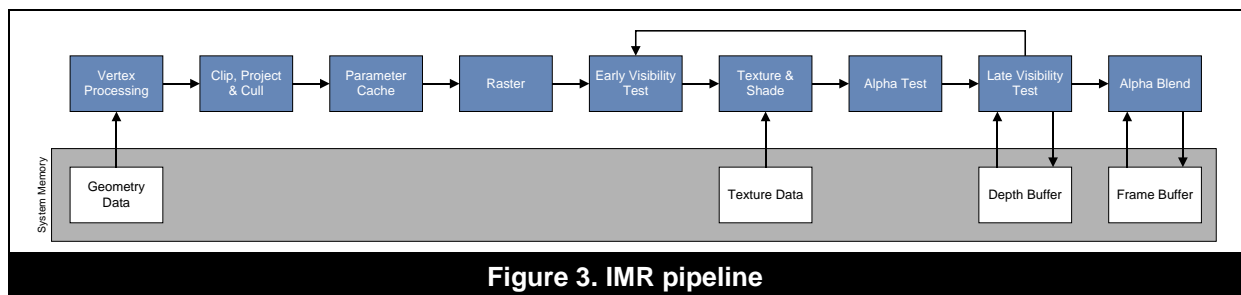 Vertex
Processing
Clip, Project
& Cull
Parameter
Cache
Raster
Early Visibility
Test
Texture &
Shade
Alpha Test
Late Visibility
Test
Alpha Blend
System Memory
Geometry
Data
Texture Data
Depth Buffer
Frame Buffer
Figure 3. IMR pipeline